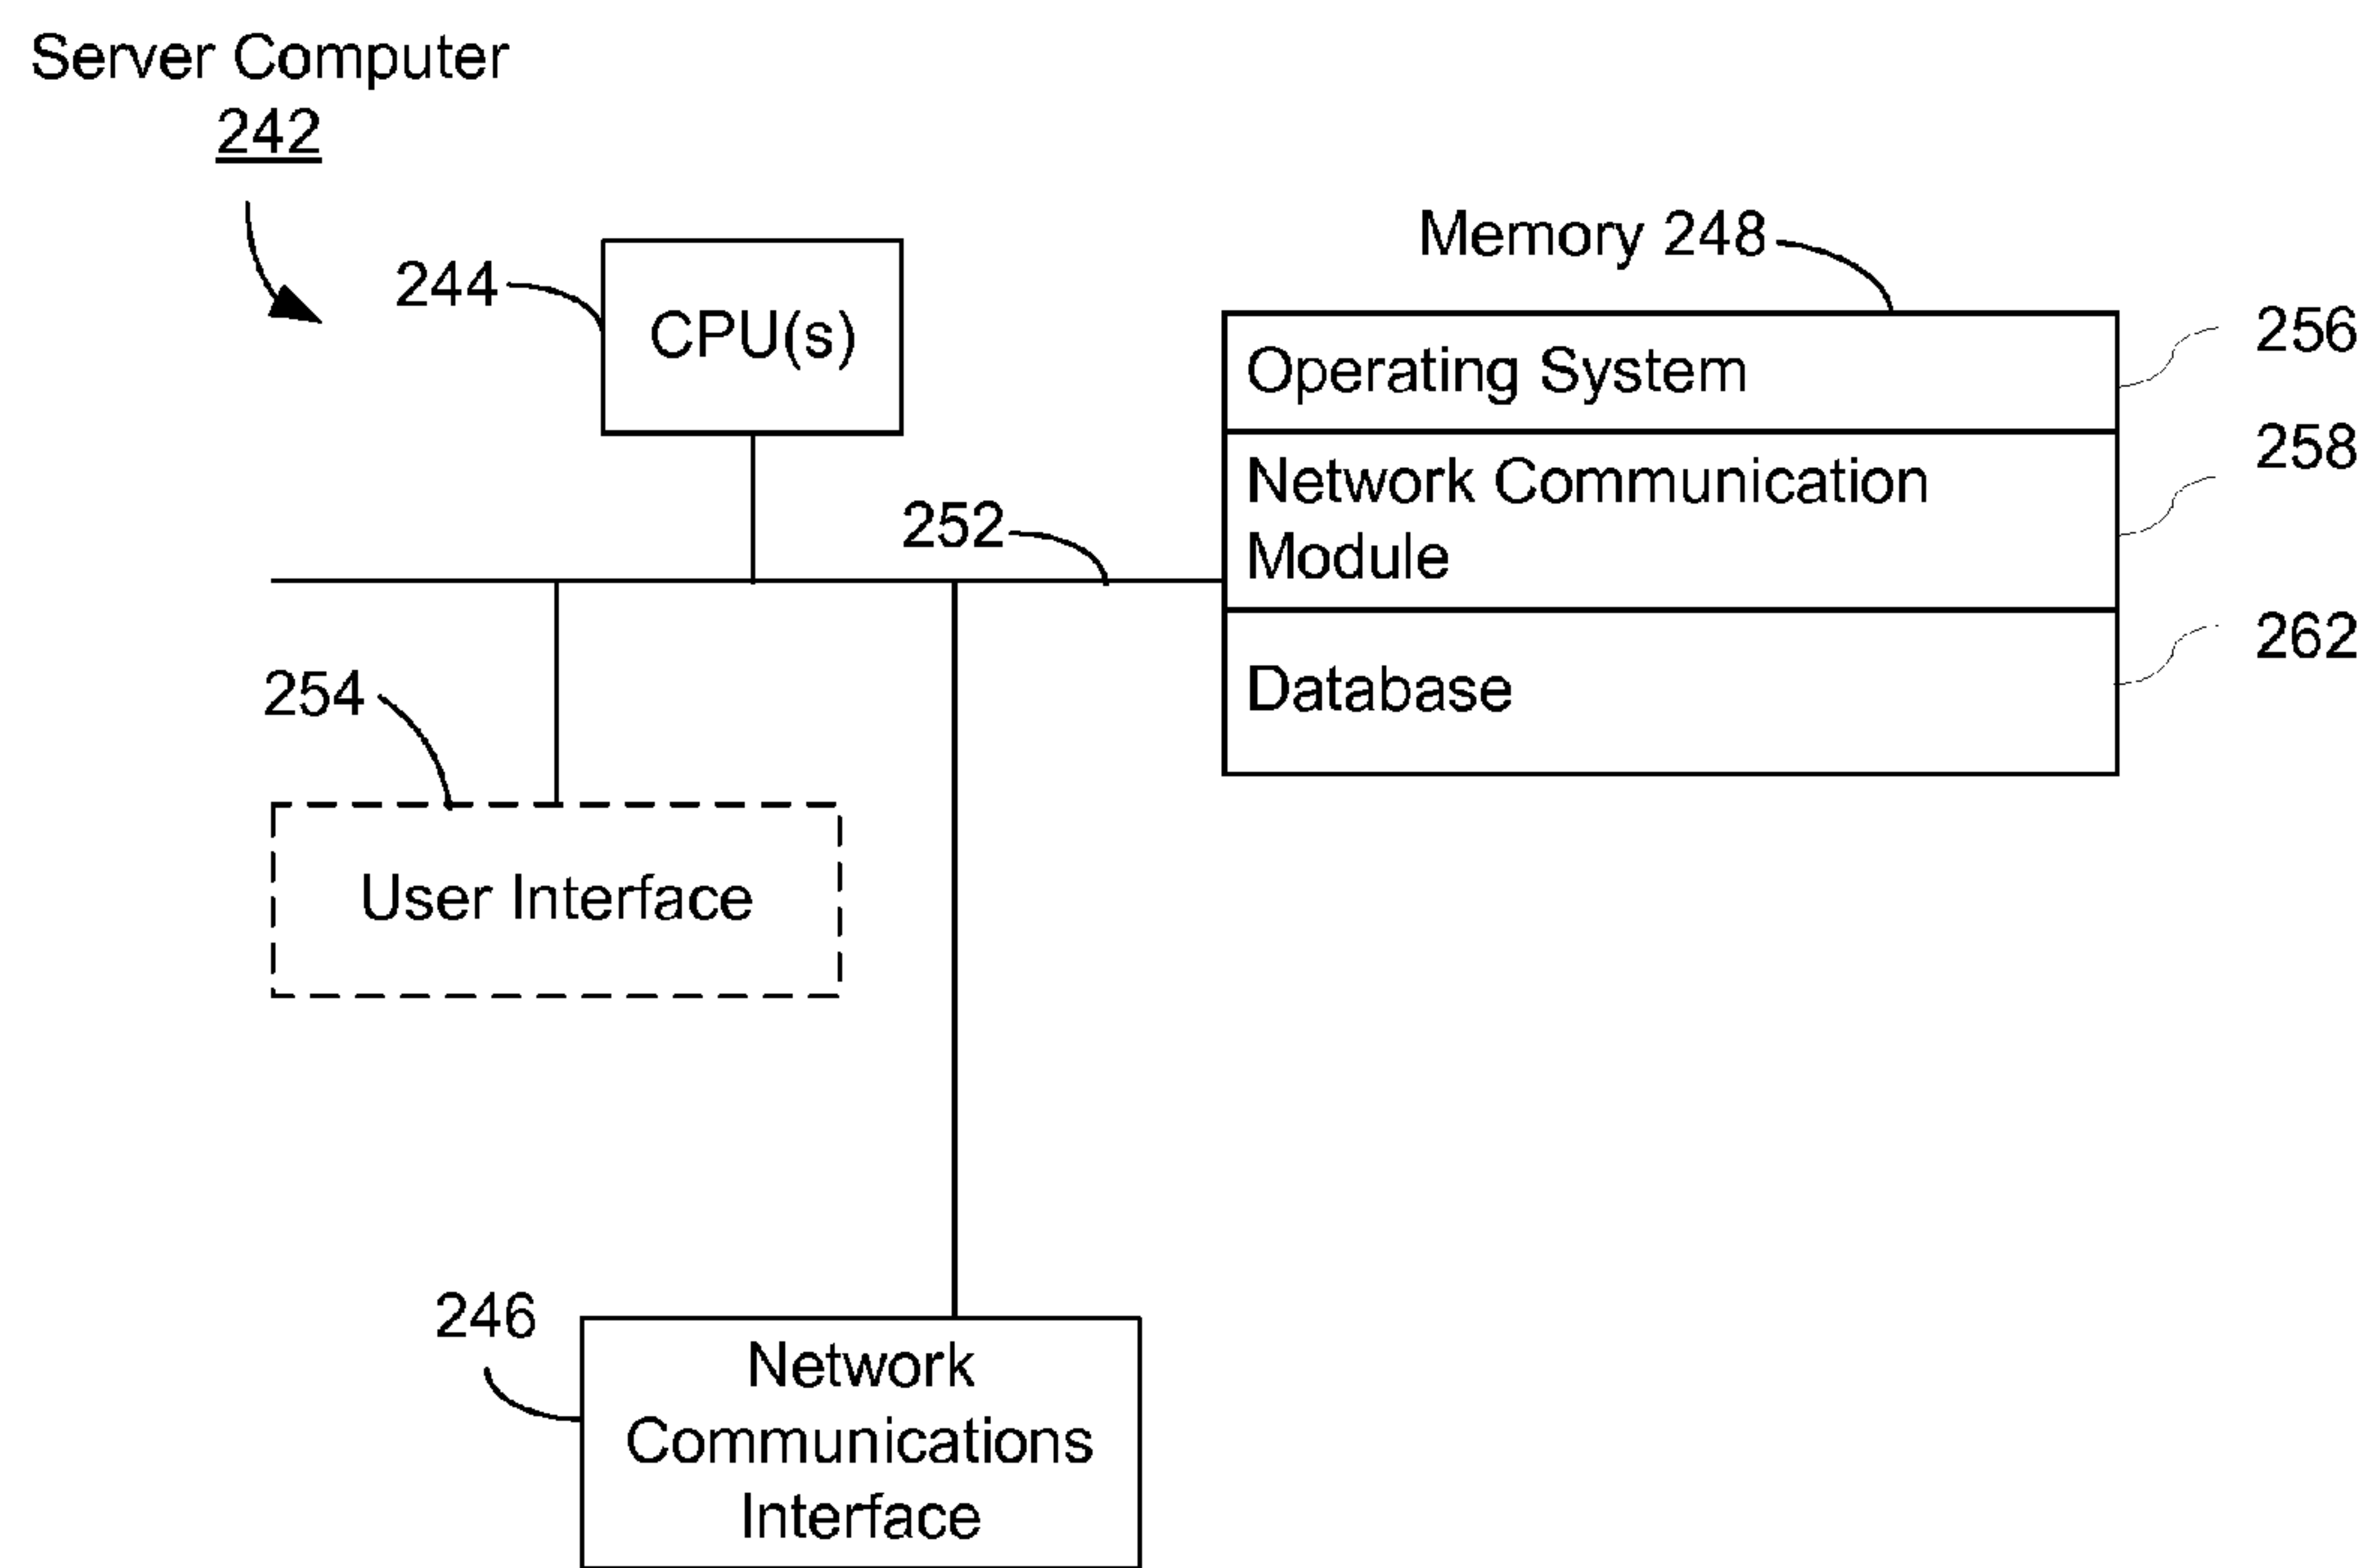 Server Computer
242
244
CPU(s)
Memory 248
Operating System
256
Network Communication
Module
258
Database
262
252
254
User Interface
246
Network
Communications
Interface